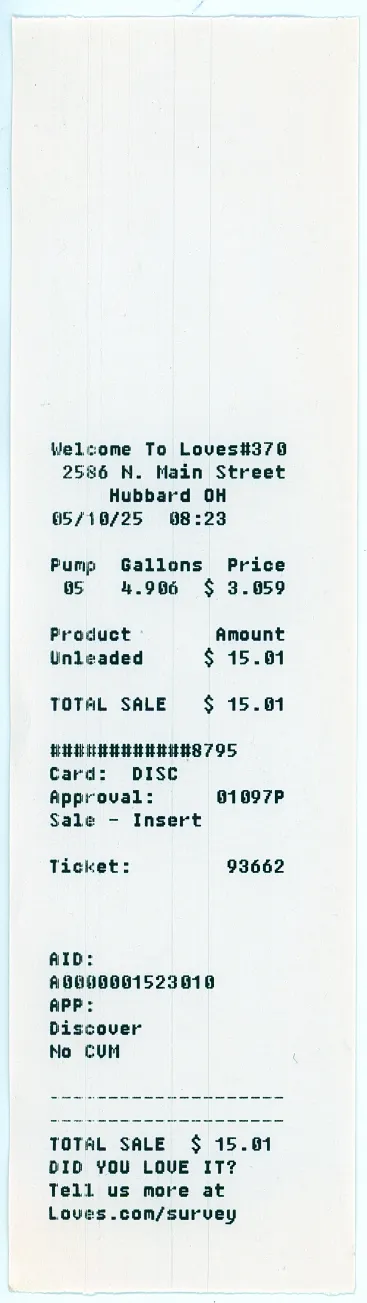 Welcome To Loves#370
2586 N. Main Street
Hubbard OH
05/10/25 08:23
Pump Gallons Price
05 4.906 $ 3.059
Product Amount
Unleaded $ 15.01
TOTAL SALE $ 15.01
############8795
Card: DISC
Approval: 01097P
Sale - Insert
Ticket: 93662
AID:
A0000001523010
APP:
Discover
No CVM
--------------------
--------------------
TOTAL SALE $ 15.01
DID YOU LOVE IT?
Tell us more at
Loves.com/survey